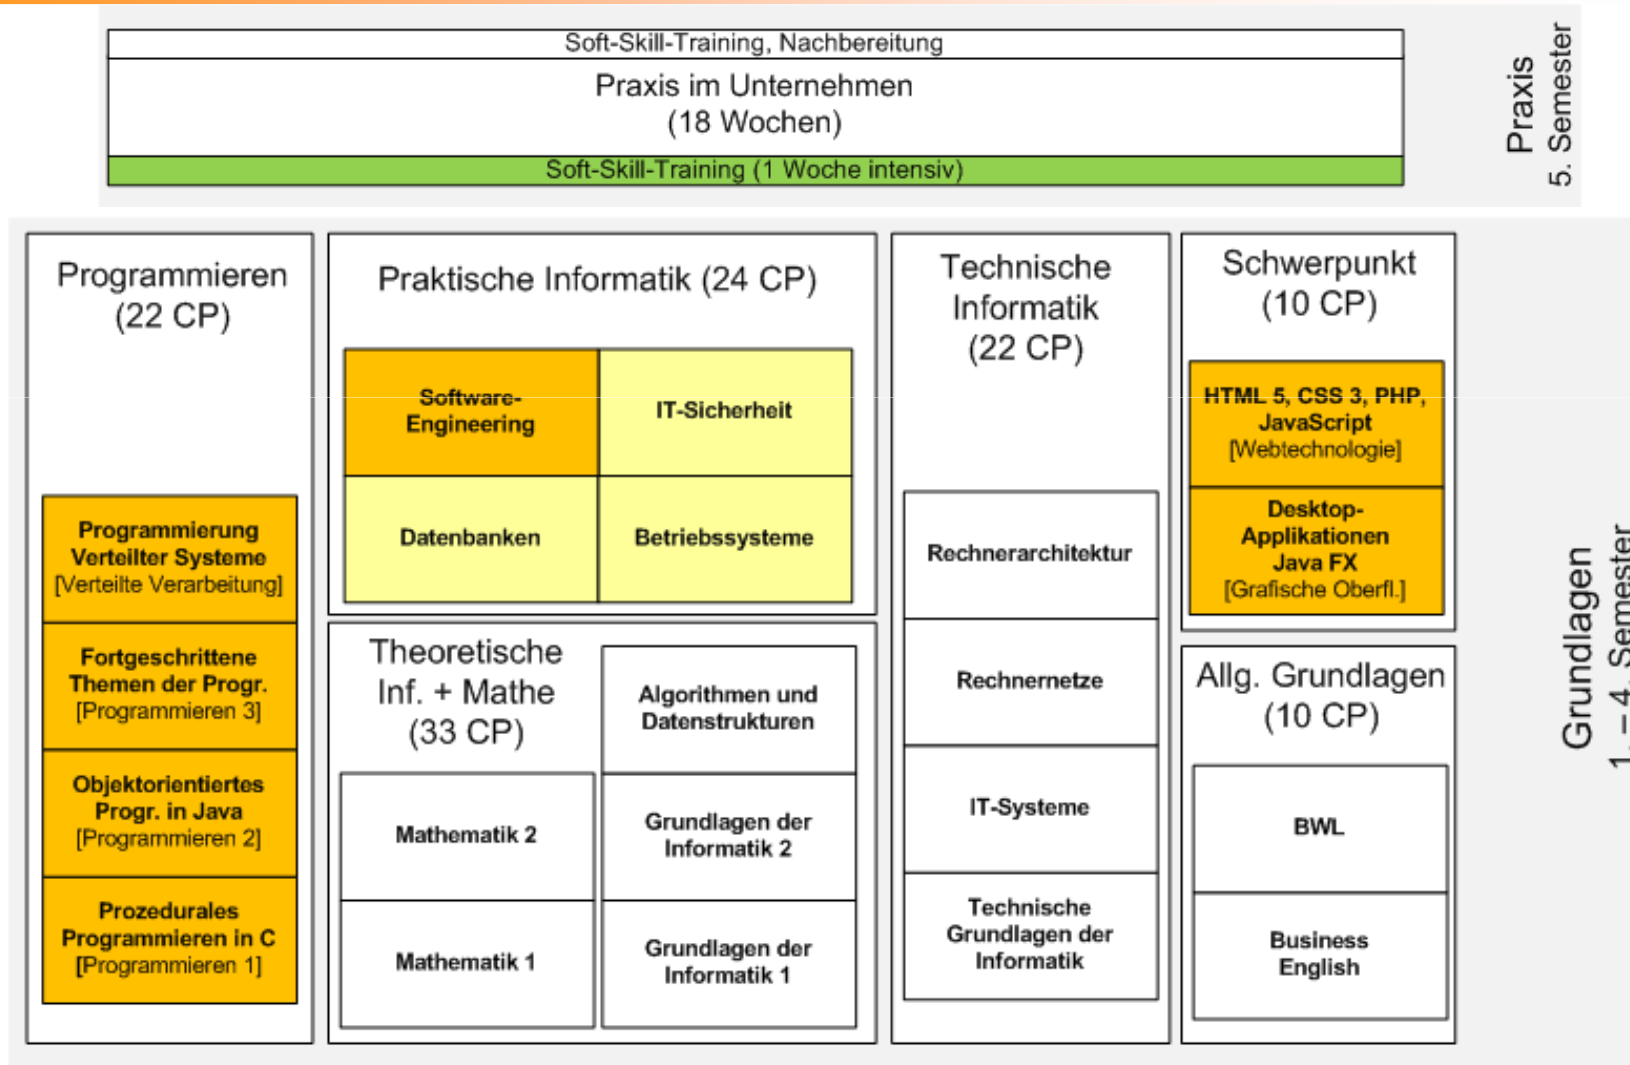 Soft-Skill-Training, Nachbereitung
Praxis im Unternehmen
(18 Wochen)
Soft-Skill-Training (1 Woche intensiv)
Praxis
5. Semester
Programmieren
(22 CP)
Programmierung
Verteilter Systeme
[Verteilte Verarbeitung]
Fortgeschrittene
Themen der Progr.
[Programmieren 3]
Objektorientiertes
Progr. in Java
[Programmieren 2]
Prozedurales
Programmieren in C
[Programmieren 1]
Praktische Informatik (24 CP)
Software-
Engineering
IT-Sicherheit
Datenbanken
Betriebssysteme
Theoretische
Inf. + Mathe
(33 CP)
Mathematik 2
Mathematik 1
Algorithmen und
Datenstrukturen
Grundlagen der
Informatik 2
Grundlagen der
Informatik 1
Technische
Informatik
(22 CP)
Rechnerarchitektur
Rechnernetze
IT-Systeme
Technische
Grundlagen der
Informatik
Schwerpunkt
(10 CP)
HTML 5, CSS 3, PHP,
JavaScript
[Webtechnologie]
Desktop-
Applikationen
Java FX
[Grafische Oberfl.]
Allg. Grundlagen
(10 CP)
BWL
Business
English
Grundlagen
1. – 4. Semester